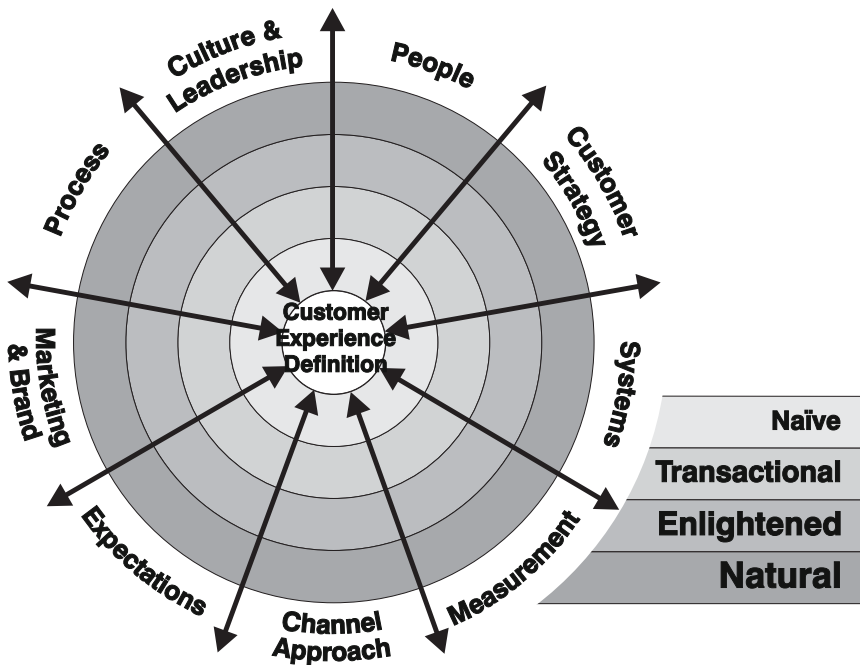 Culture &
Leadership
People
Customer
Strategy
Systems
Measurement
Channel
Approach
Expectations
Marketing
& Brand
Process
Customer
Experience
Definition
Naïve
Transactional
Enlightened
Natural